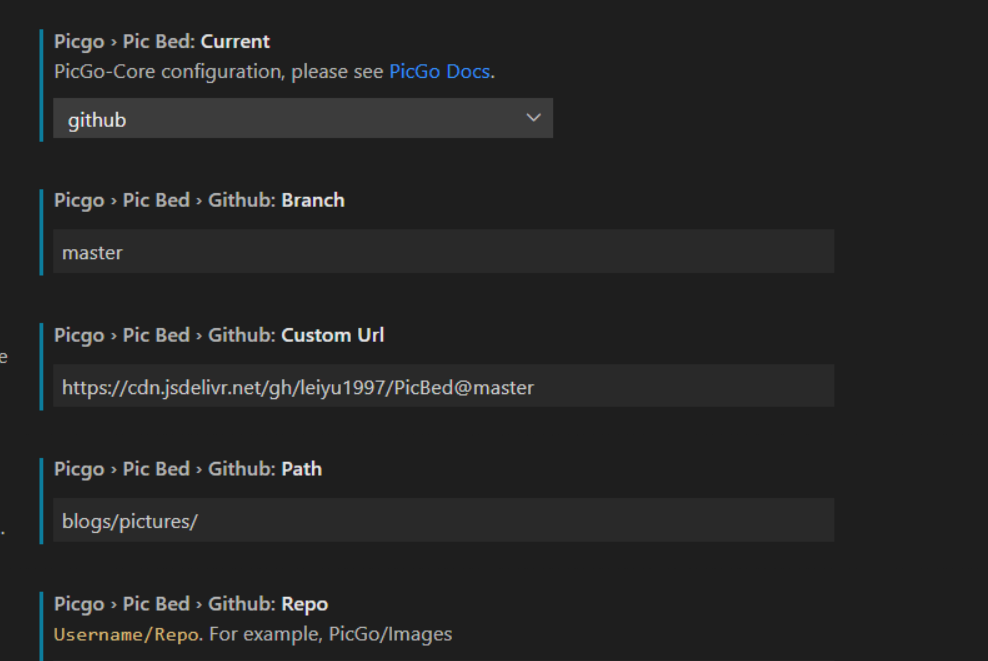 Picgo › Pic Bed: Current
PicGo-Core configuration, please see PicGo Docs.
github
Picgo › Pic Bed › Github: Branch
master
Picgo › Pic Bed › Github: Custom Url
e
https://cdn.jsdelivr.net/gh/leiyu1997/PicBed@master
Picgo › Pic Bed › Github: Path
blogs/pictures/
.
Picgo › Pic Bed › Github: Repo
Username/Repo. For example, PicGo/Images